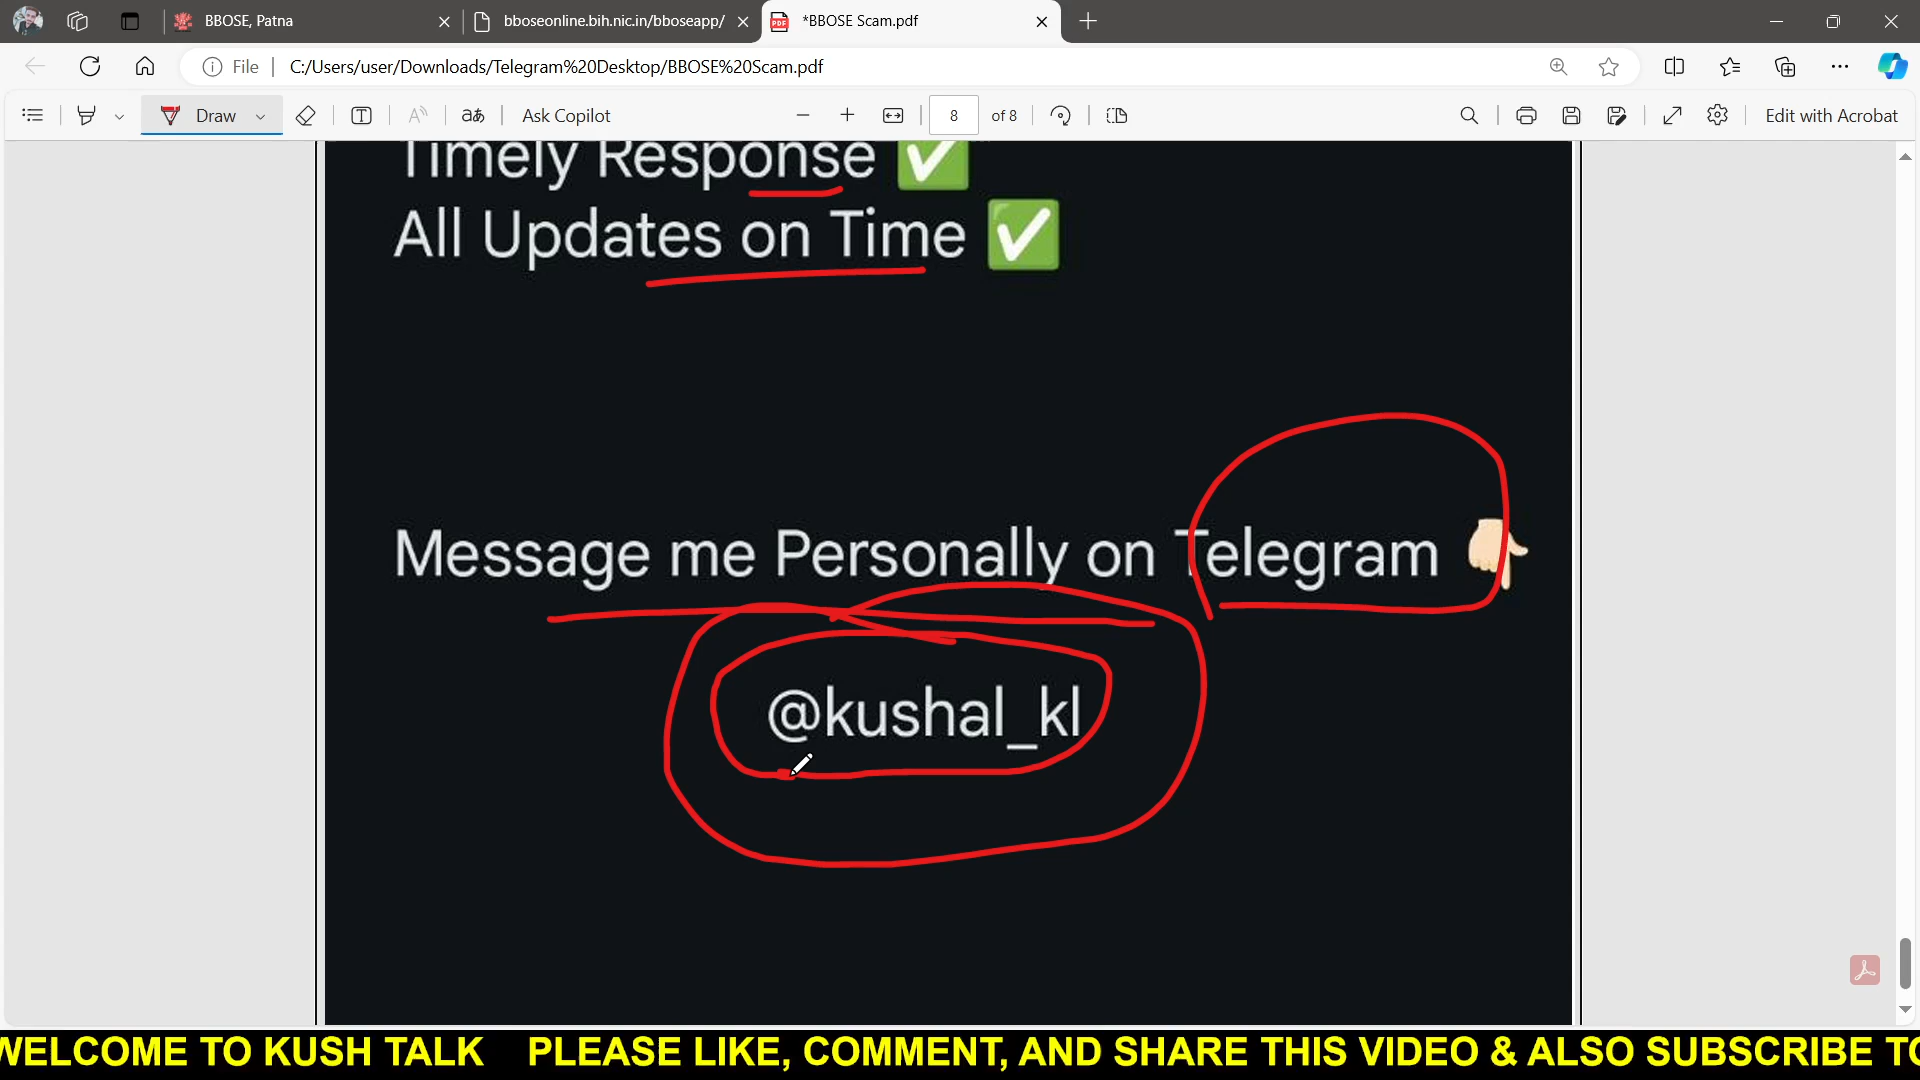 BBOSE, Patna
bboseonline.bih.nic.in/bboseapp/
*BBOSE Scam.pdf
File
C:/Users/user/Downloads/Telegram%20Desktop/BBOSE%20Scam.pdf
Draw
aあ
Ask Copilot
8 of 8
Edit with Acrobat
Timely Response ✅
All Updates on Time ✅
Message me Personally on Telegram 👇🏻
@kushal_kl
WELCOME TO KUSH TALK PLEASE LIKE, COMMENT, AND SHARE THIS VIDEO & ALSO SUBSCRIBE TO